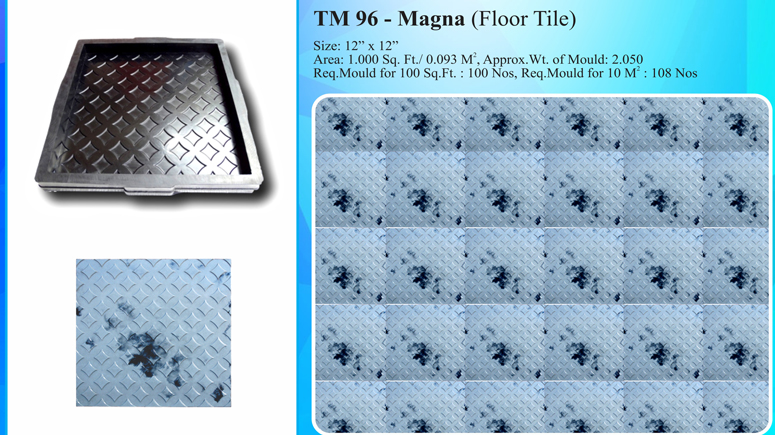 TM 96 - Magna (Floor Tile)
Size: 12” x 12”
Area: 1.000 Sq. Ft./ 0.093 M², Approx.Wt. of Mould: 2.050
Req.Mould for 100 Sq.Ft. : 100 Nos, Req.Mould for 10 M² : 108 Nos